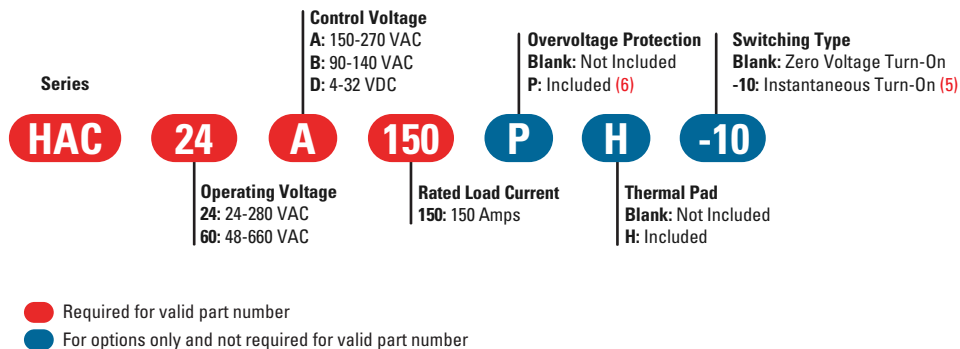 Control Voltage
A: 150-270 VAC
B: 90-140 VAC
D: 4-32 VDC
Overvoltage Protection
Blank: Not Included
P: Included (6)
Switching Type
Blank: Zero Voltage Turn-On
-10: Instantaneous Turn-On (5)
Series
HAC 24 A 150 P H -10
Operating Voltage
24: 24-280 VAC
60: 48-660 VAC
Rated Load Current
150: 150 Amps
Thermal Pad
Blank: Not Included
H: Included
Required for valid part number
For options only and not required for valid part number